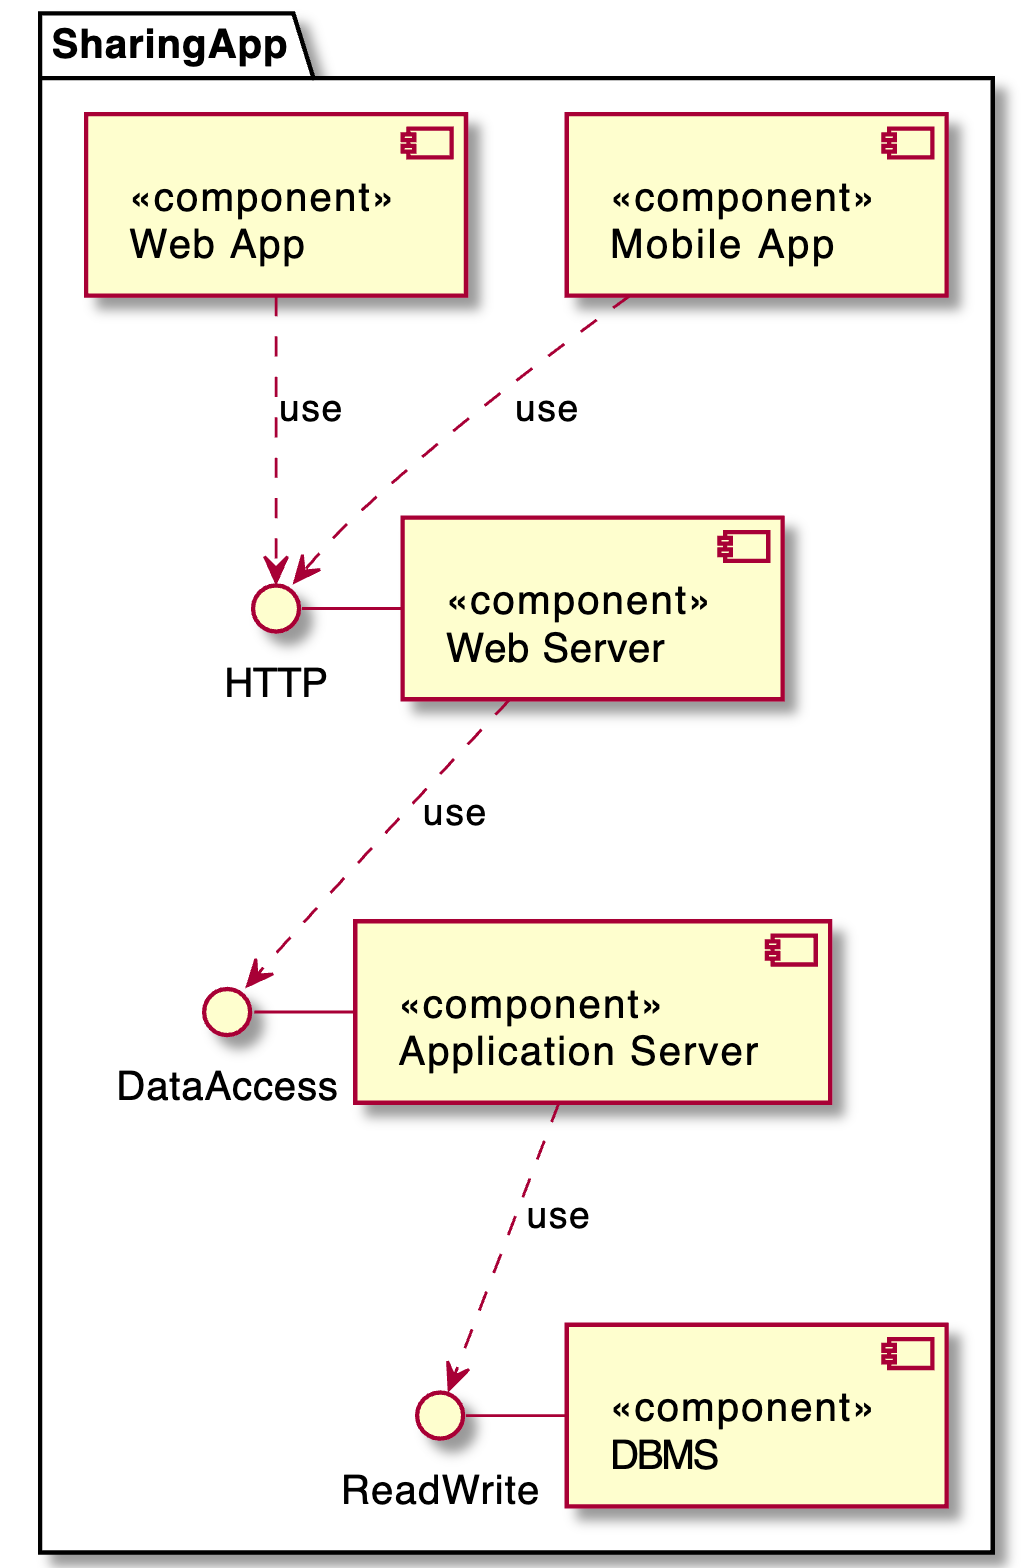 SharingApp
«component»
Web App
«component»
Mobile App
use
use
«component»
Web Server
HTTP
use
«component»
Application Server
DataAccess
use
«component»
DBMS
ReadWrite